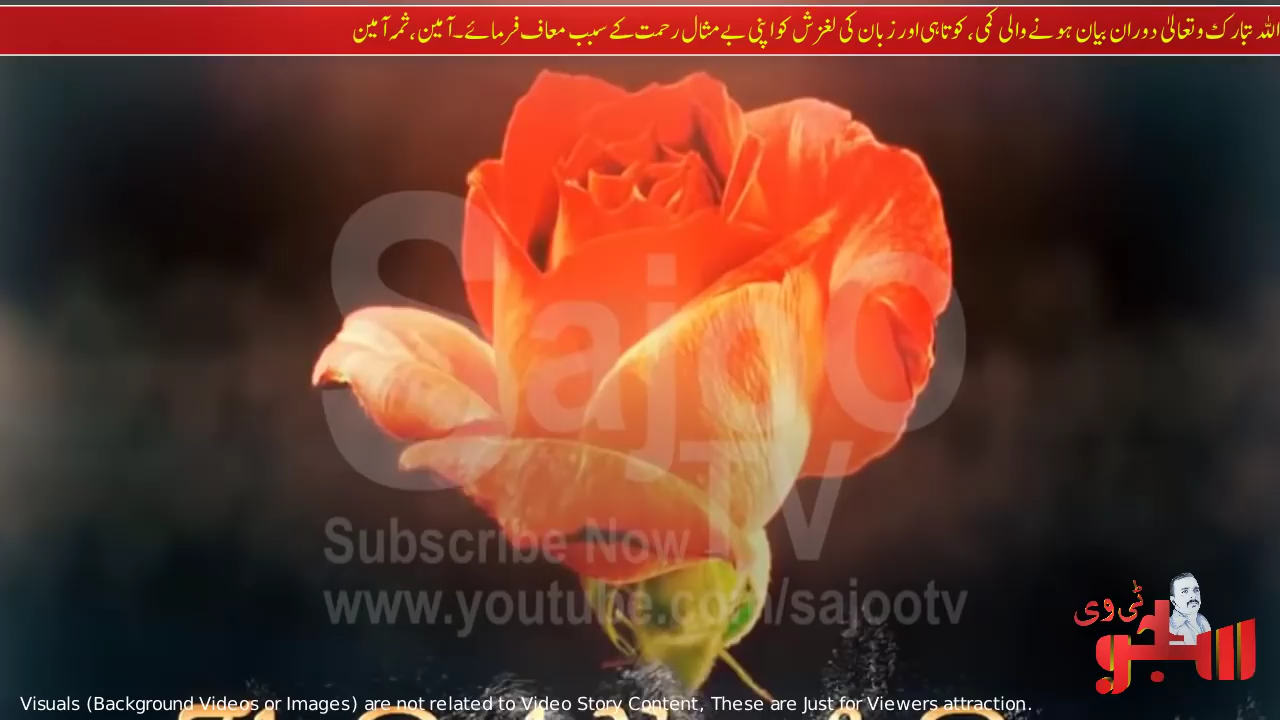 اللہ تبارک وتعالیٰ دوران بیان ہونے والی کمی، کوتاہی اور زبان کی لغزش کو اپنی بے مثال رحمت کے سبب معاف فرمائے۔ آمین، ثمہ آمین
Sajoo
TV
Subscribe Now
www.youtube.com/sajootv
ٹی وی
سجو
Visuals (Background Videos or Images) are not related to Video Story Content, These are Just for Viewers attraction.